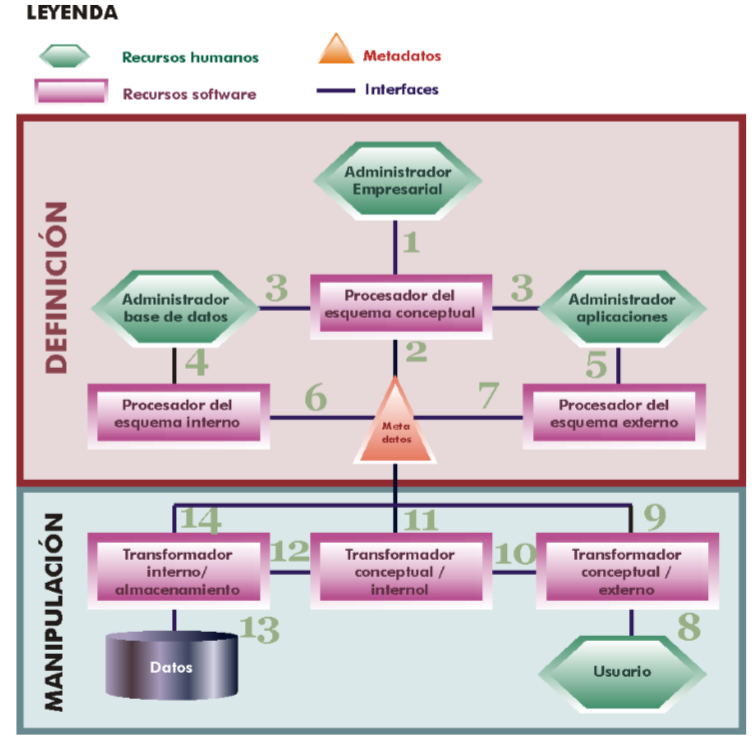 LEYENDA
Recursos humanos
Metadatos
Recursos software
Interfaces
DEFINICIÓN
Administrador
Empresarial
1
Administrador
base de datos
3
Procesador del
esquema conceptual
3
Administrador
aplicaciones
4
2
5
Procesador del
esquema interno
6
Meta
datos
7
Procesador del
esquema externo
MANIPULACIÓN
14
11
9
Transformador
interno/
almacenamiento
12
Transformador
conceptual /
internol
10
Transformador
conceptual /
externo
13
8
Datos
Usuario